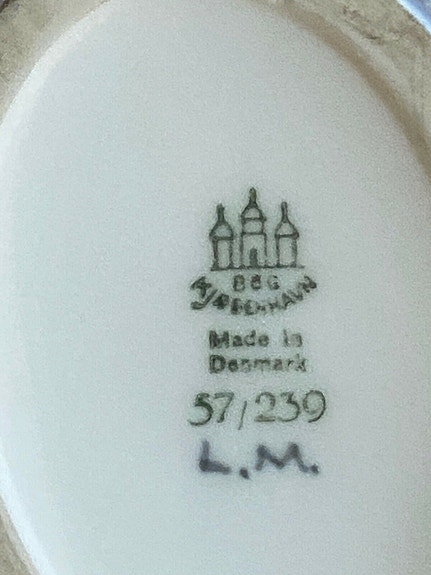 B&G
KJØBENHAVN
Made in
Denmark
57/239
L.M.